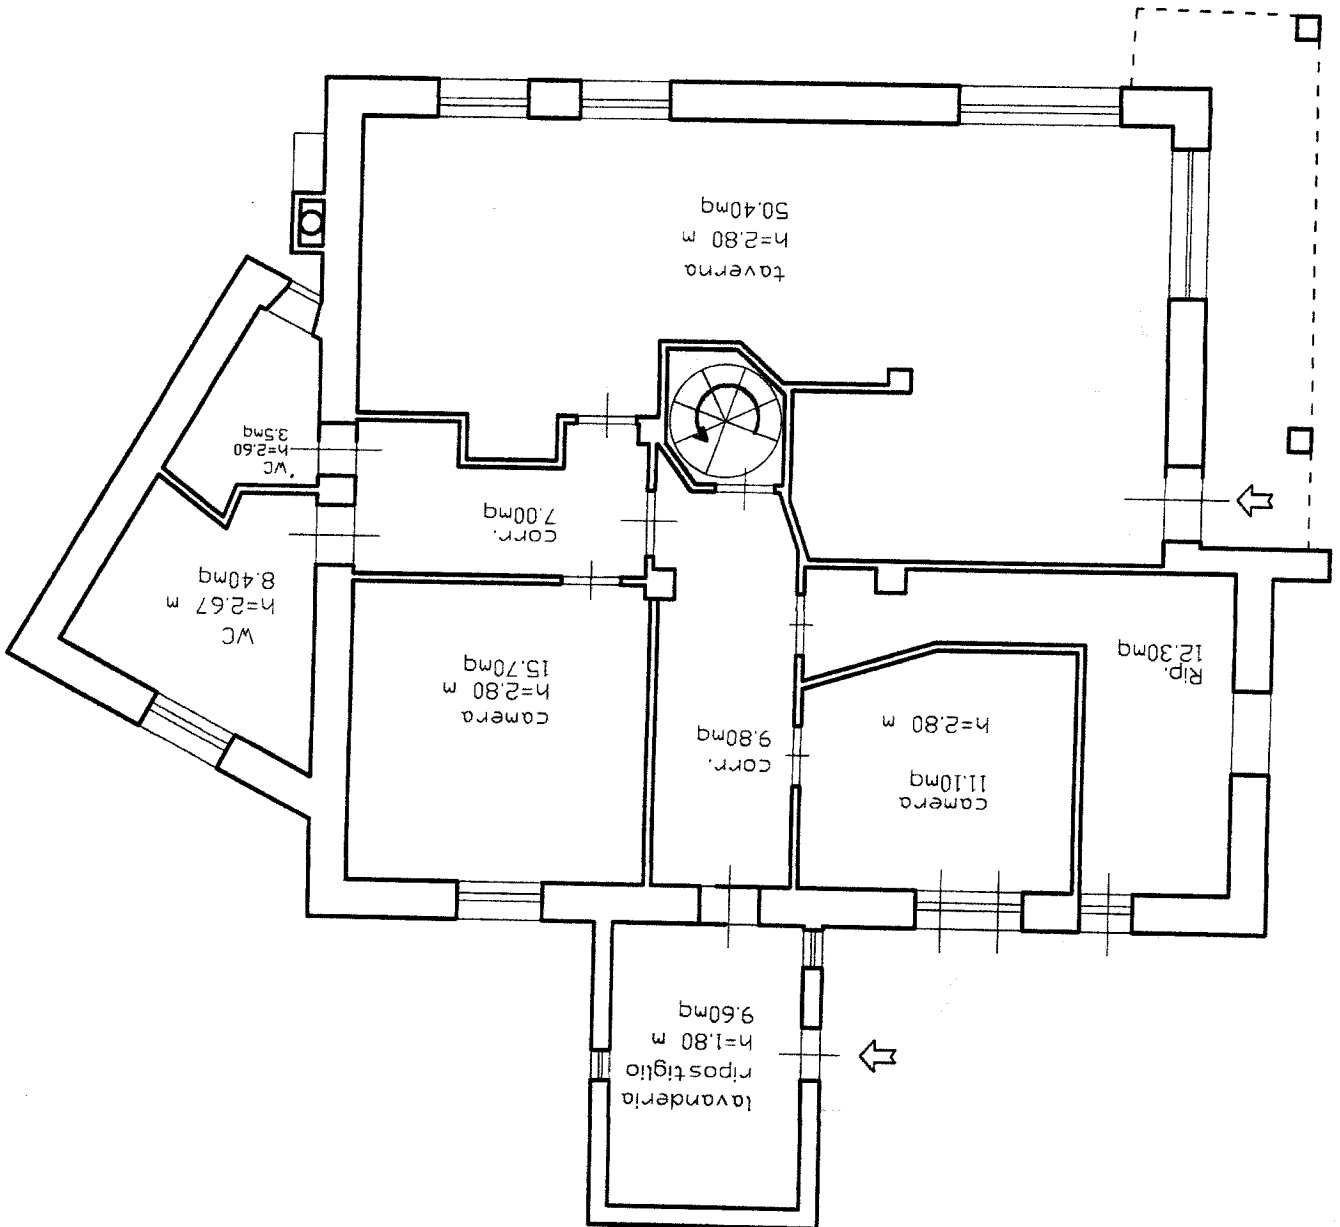 lavanderia
ripostiglio
h=1.80 m
9.60mq
camera
11.10mq
h=2.80 m
corr.
9.80mq
camera
h=2.80 m
15.70mq
Rip.
12.30mq
WC
h=2.67 m
8.40mq
corr.
7.00mq
WC
h=2.60
3.5mq
taverna
h=2.80 m
50.40mq